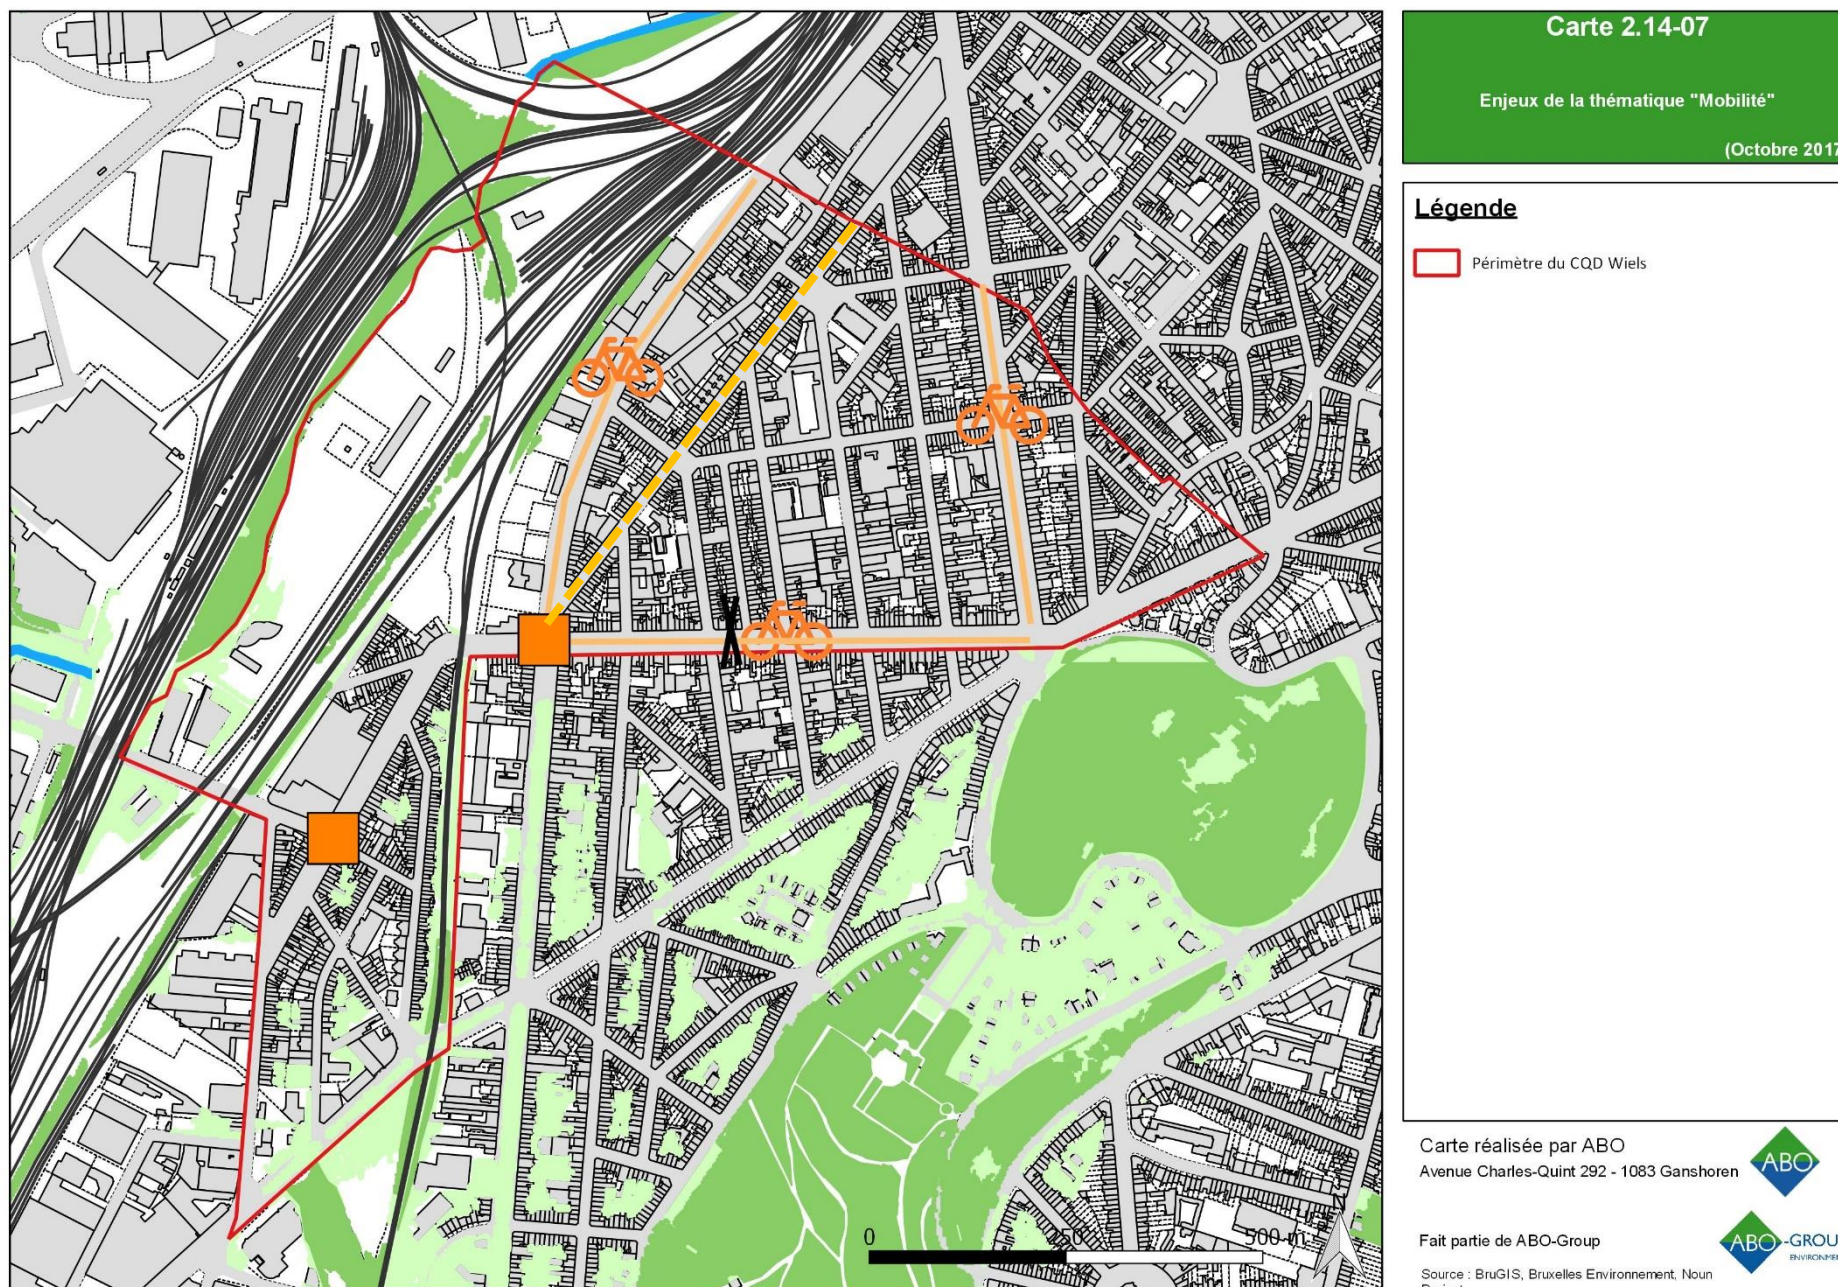 Carte 2.14-07
Enjeux de la thématique "Mobilité"
(Octobre 2017
Légende
Périmètre du CQD Wiels
0
500 m
Carte réalisée par ABO
Avenue Charles-Quint 292 - 1083 Ganshoren
ABO
Fait partie de ABO-Group
ABO-GROU
ENVIRONME
Source : BruGIS, Bruxelles Environnement, Noun